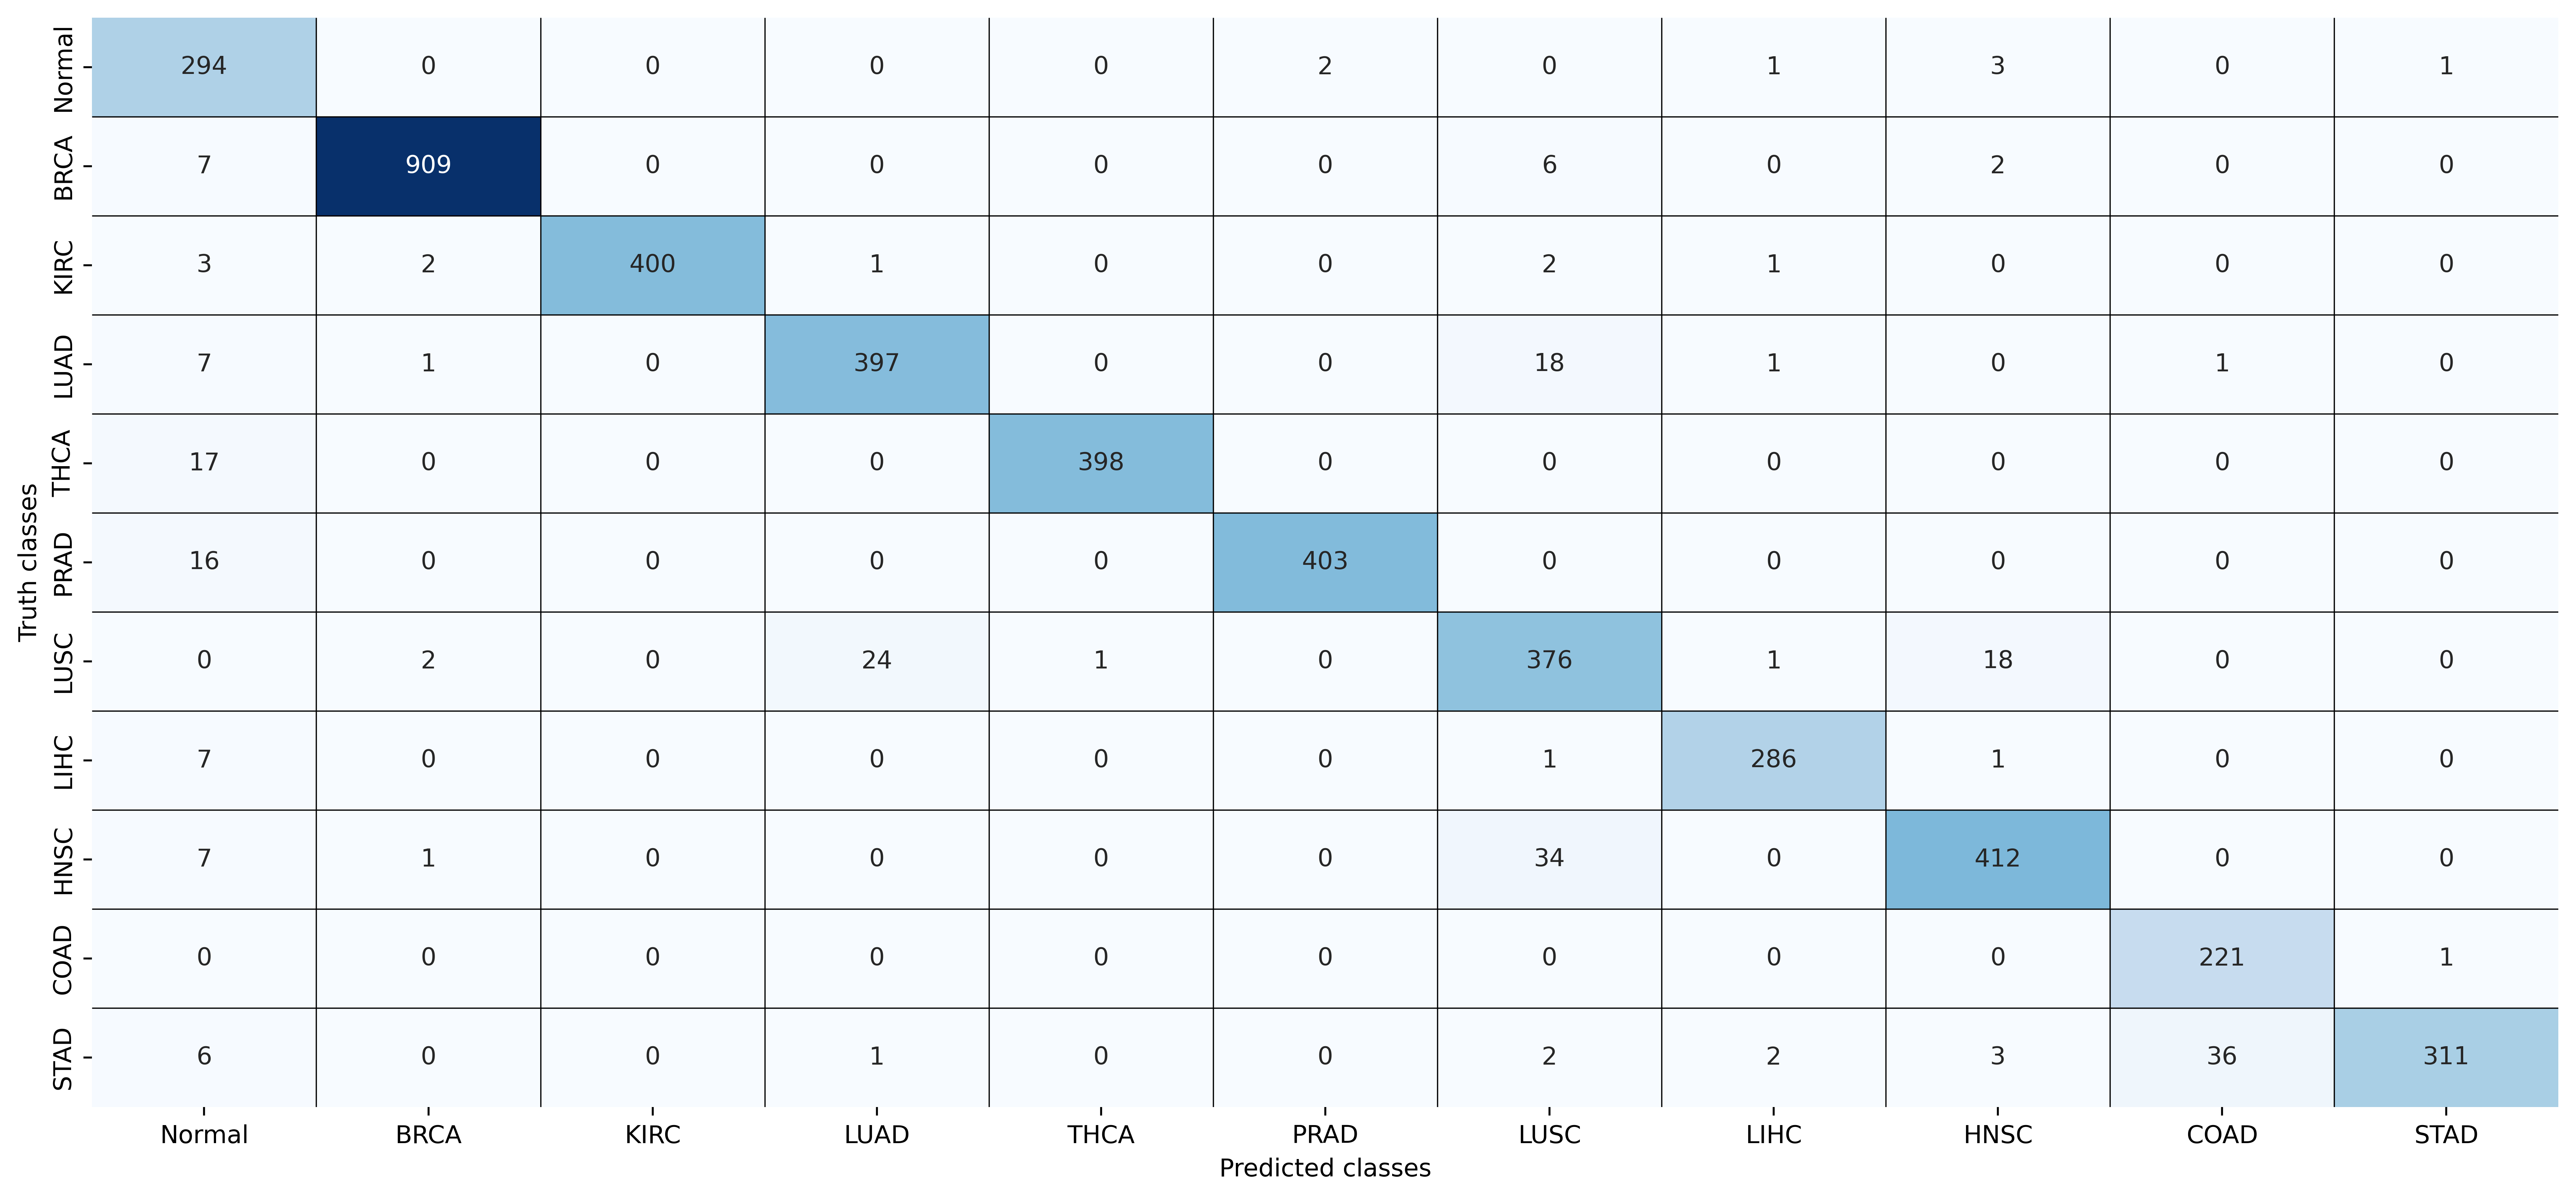 Truth classes
Normal 294 0 0 0 0 2 0 1 3 0 1
BRCA 7 909 0 0 0 0 6 0 2 0 0
KIRC 3 2 400 1 0 0 2 1 0 0 0
LUAD 7 1 0 397 0 0 18 1 0 1 0
THCA 17 0 0 0 398 0 0 0 0 0 0
PRAD 16 0 0 0 0 403 0 0 0 0 0
LUSC 0 2 0 24 1 0 376 1 18 0 0
LIHC 7 0 0 0 0 0 1 286 1 0 0
HNSC 7 1 0 0 0 0 34 0 412 0 0
COAD 0 0 0 0 0 0 0 0 0 221 1
STAD 6 0 0 1 0 0 2 2 3 36 311
Normal BRCA KIRC LUAD THCA PRAD LUSC LIHC HNSC COAD STAD
Predicted classes